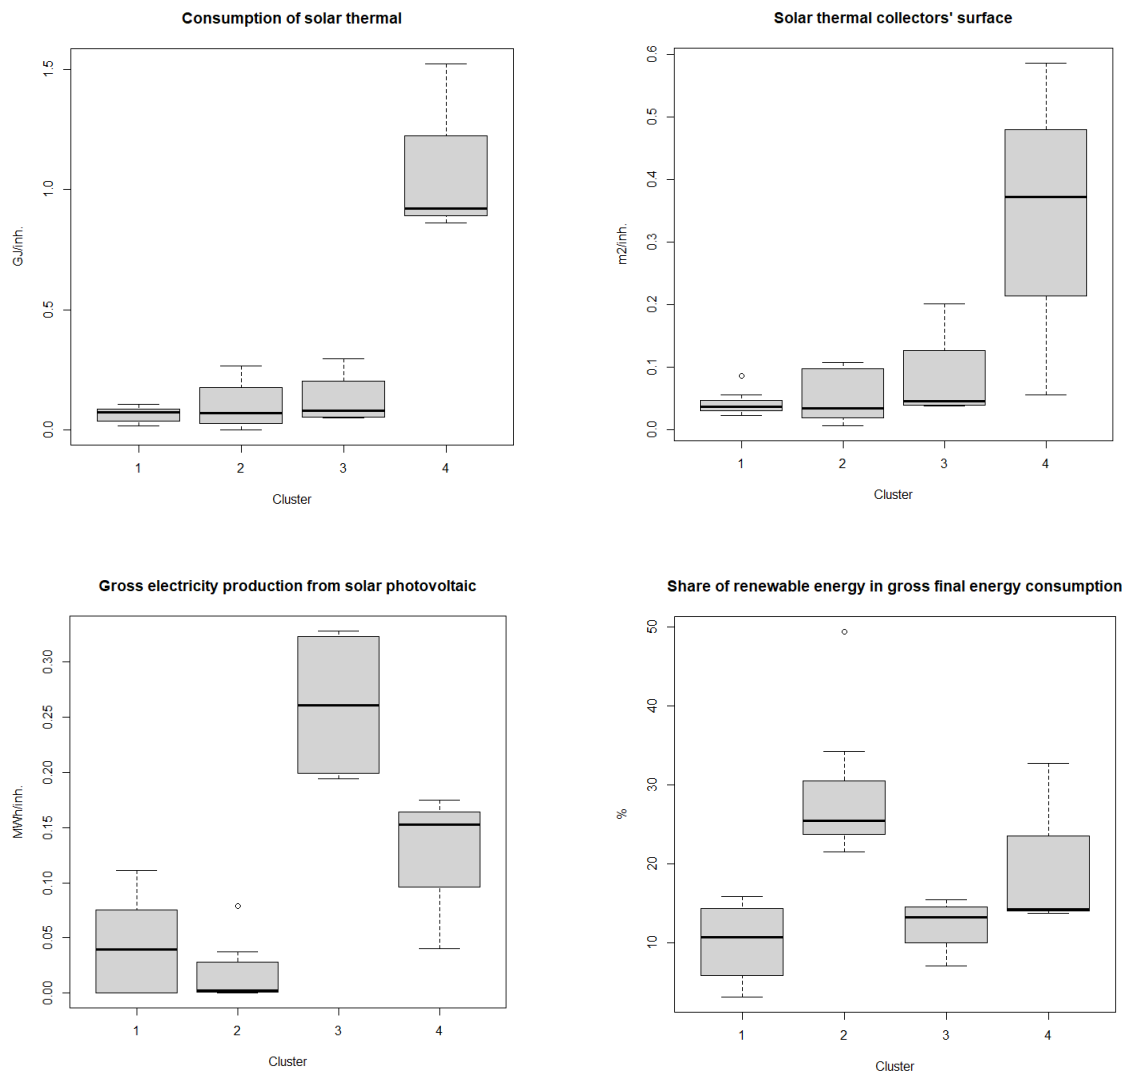 Consumption of solar thermal
GJ/inh.
1.5
1.0
0.5
0.0
1 2 3 4
Cluster
Solar thermal collectors' surface
m2/inh.
0.6
0.5
0.4
0.3
0.2
0.1
0.0
1 2 3 4
Cluster
Gross electricity production from solar photovoltaic
MWh/inh.
0.30
0.25
0.20
0.15
0.10
0.05
0.00
1 2 3 4
Cluster
Share of renewable energy in gross final energy consumption
%
50
40
30
20
10
1 2 3 4
Cluster